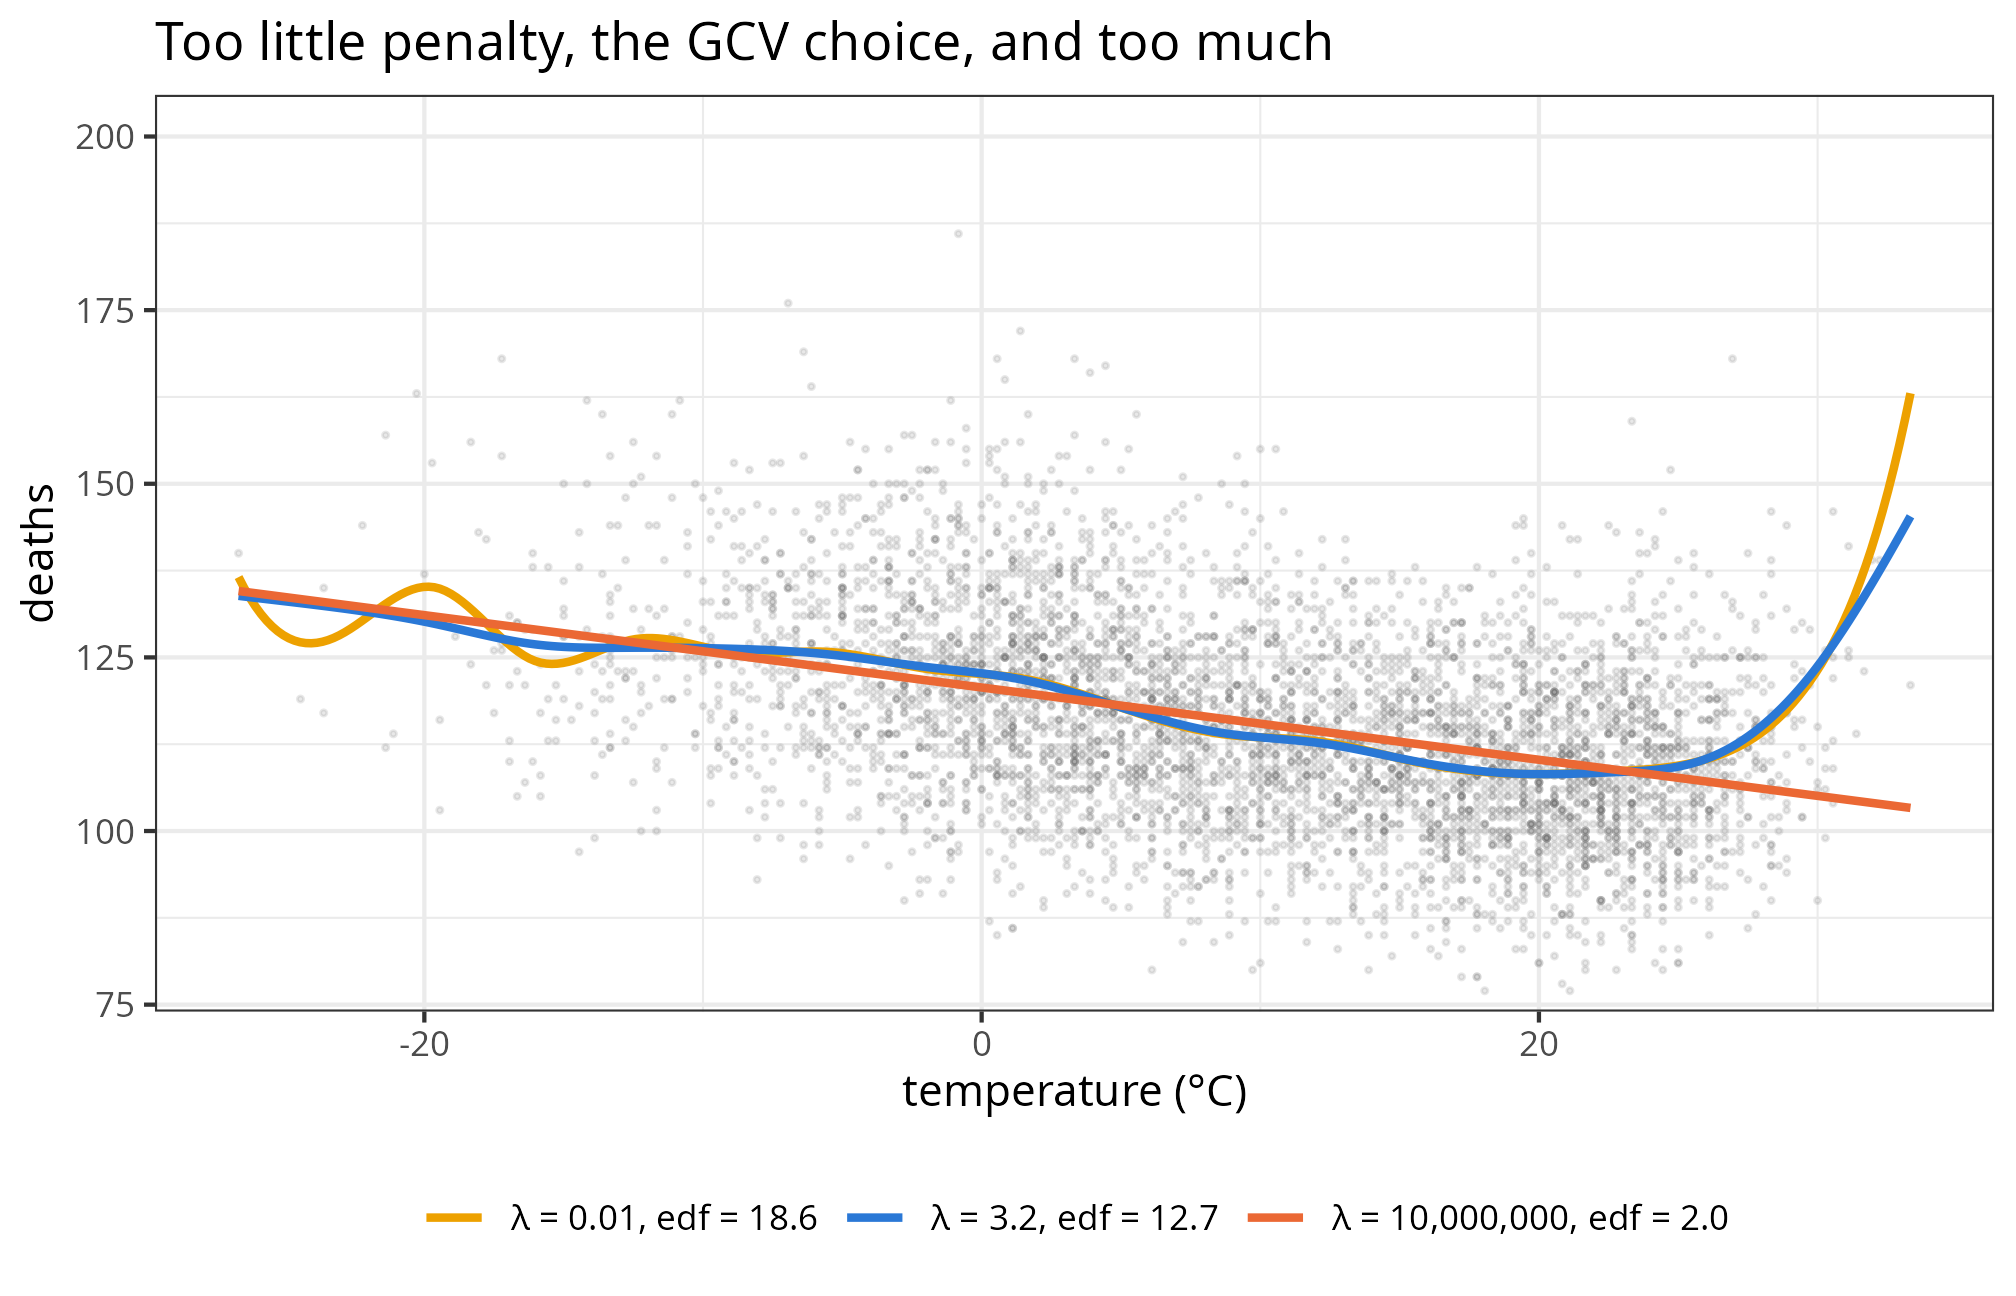 Too little penalty, the GCV choice, and too much
200
175
150
125
100
75
deaths
-20 0 20
temperature (°C)
λ = 0.01, edf = 18.6 λ = 3.2, edf = 12.7 λ = 10,000,000, edf = 2.0